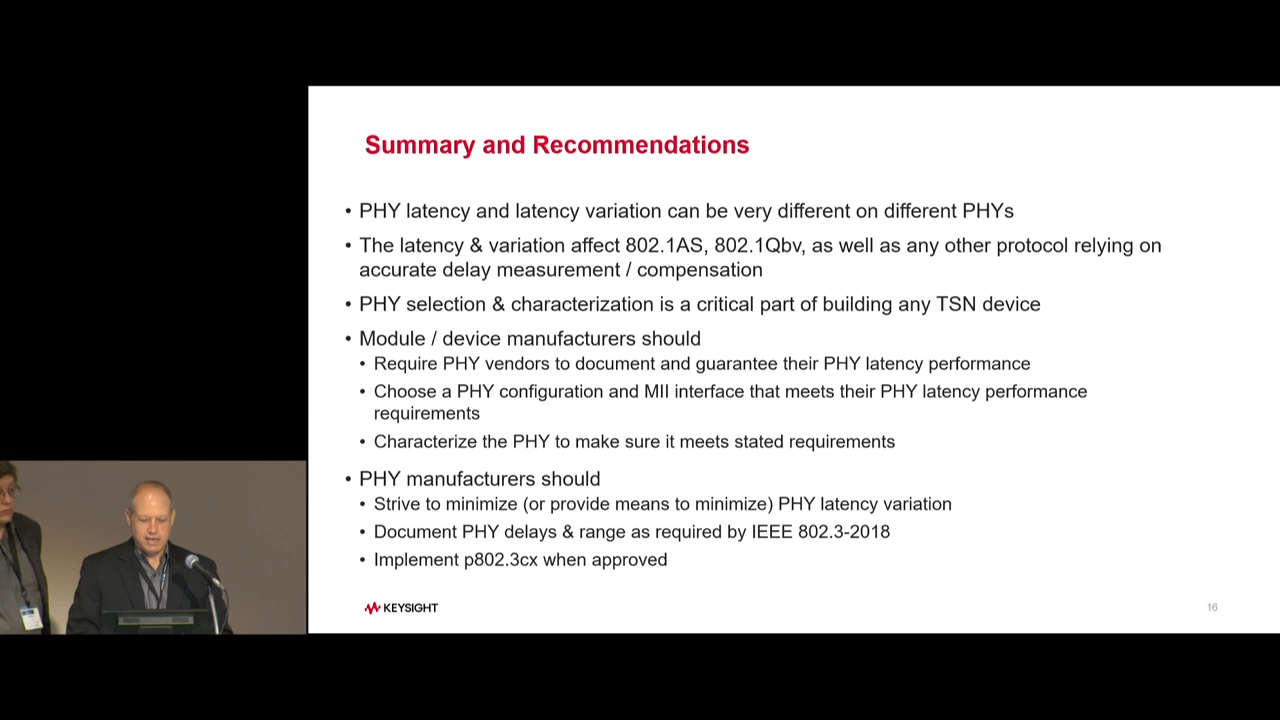 Summary and Recommendations
• PHY latency and latency variation can be very different on different PHYs
• The latency & variation affect 802.1AS, 802.1Qbv, as well as any other protocol relying on
accurate delay measurement / compensation
• PHY selection & characterization is a critical part of building any TSN device
• Module / device manufacturers should
• Require PHY vendors to document and guarantee their PHY latency performance
• Choose a PHY configuration and MII interface that meets their PHY latency performance
requirements
• Characterize the PHY to make sure it meets stated requirements
• PHY manufacturers should
• Strive to minimize (or provide means to minimize) PHY latency variation
• Document PHY delays & range as required by IEEE 802.3-2018
• Implement p802.3cx when approved
KEYSIGHT
16